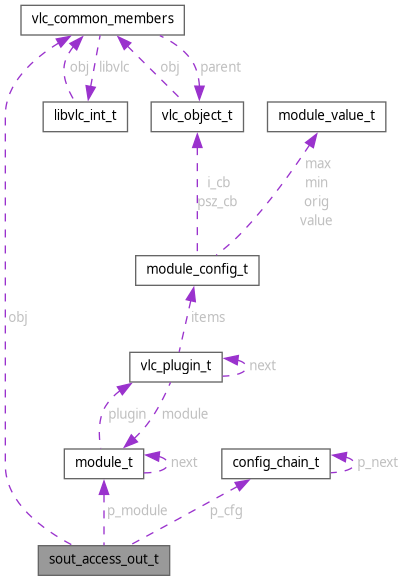 vlc_common_members
obj
libvlc
obj
parent
libvlc_int_t
vlc_object_t
module_value_t
i_cb
psz_cb
max
min
orig
value
module_config_t
obj
items
vlc_plugin_t
next
plugin
module
module_t
next
config_chain_t
p_next
p_module
p_cfg
sout_access_out_t